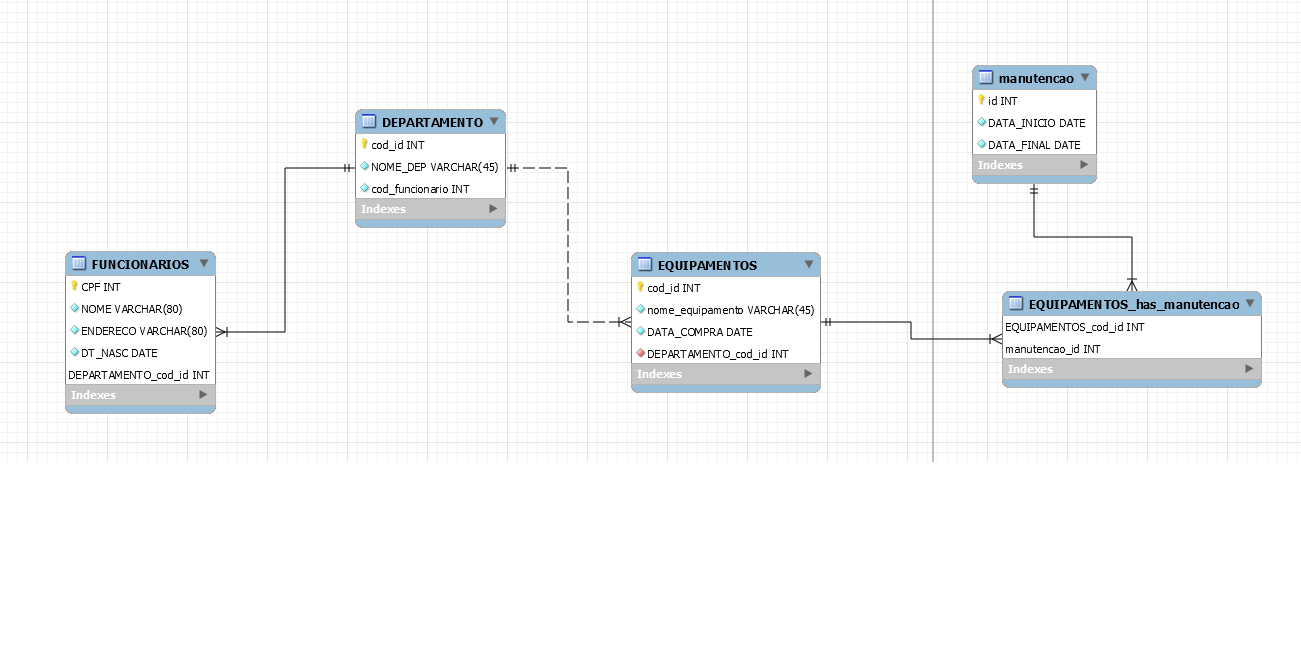 manutencao
id INT
DATA_INICIO DATE
DATA_FINAL DATE
Indexes
DEPARTAMENTO
cod_id INT
NOME_DEP VARCHAR(45)
cod_funcionario INT
Indexes
FUNCIONARIOS
CPF INT
NOME VARCHAR(80)
ENDERECO VARCHAR(80)
DT_NASC DATE
DEPARTAMENTO_cod_id INT
Indexes
EQUIPAMENTOS
cod_id INT
nome_equipamento VARCHAR(45)
DATA_COMPRA DATE
DEPARTAMENTO_cod_id INT
Indexes
EQUIPAMENTOS_has_manutencao
EQUIPAMENTOS_cod_id INT
manutencao_id INT
Indexes